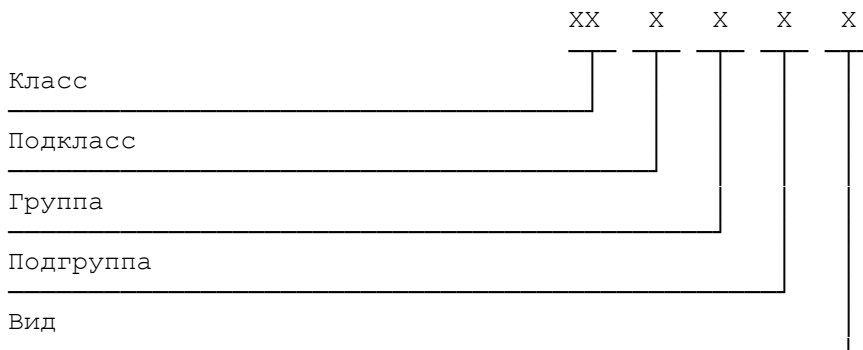 XX X X X X
Класс
Подкласс
Группа
Подгруппа
Вид